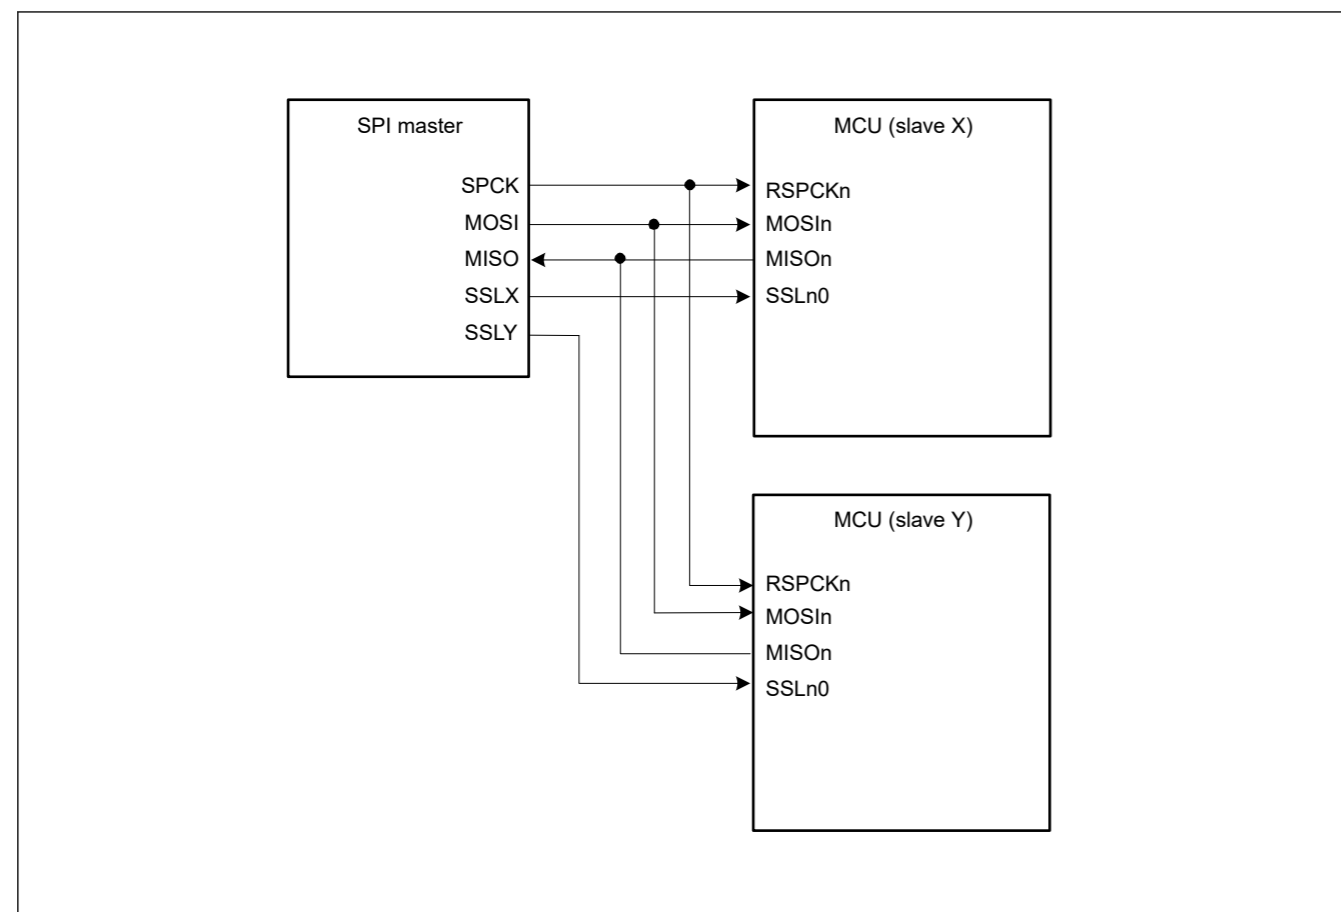 SPI master
SPCK
MOSI
MISO
SSLX
SSLY
MCU (slave X)
RSPCKn
MOSIn
MISOn
SSLn0
MCU (slave Y)
RSPCKn
MOSIn
MISOn
SSLn0